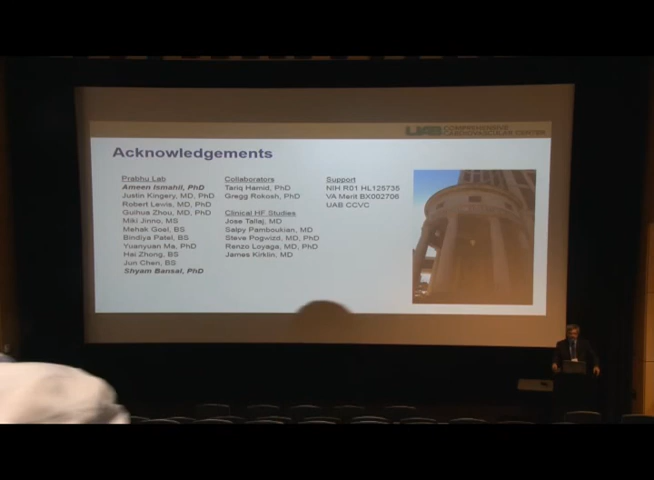 UAB COMPREHENSIVE
CARDIOVASCULAR CENTER
Acknowledgements
Prabhu Lab
Ameen Ismahil, PhD
Justin Kingery, MD, PhD
Robert Lewis, MD, PhD
Guihua Zhou, MD, PhD
Miki Jinno, MS
Mehak Goel, BS
Bindiya Patel, BS
Yuanyuan Ma, PhD
Hai Zhong, BS
Jun Chen, BS
Shyam Bansal, PhD
Collaborators
Tariq Hamid, PhD
Gregg Rokosh, PhD
Clinical HF Studies
Jose Tallaj, MD
Salpy Pamboukian, MD
Steve Pogwizd, MD, PhD
Renzo Loyaga, MD, PhD
James Kirklin, MD
Support
NIH R01 HL125735
VA Merit BX002706
UAB CCVC